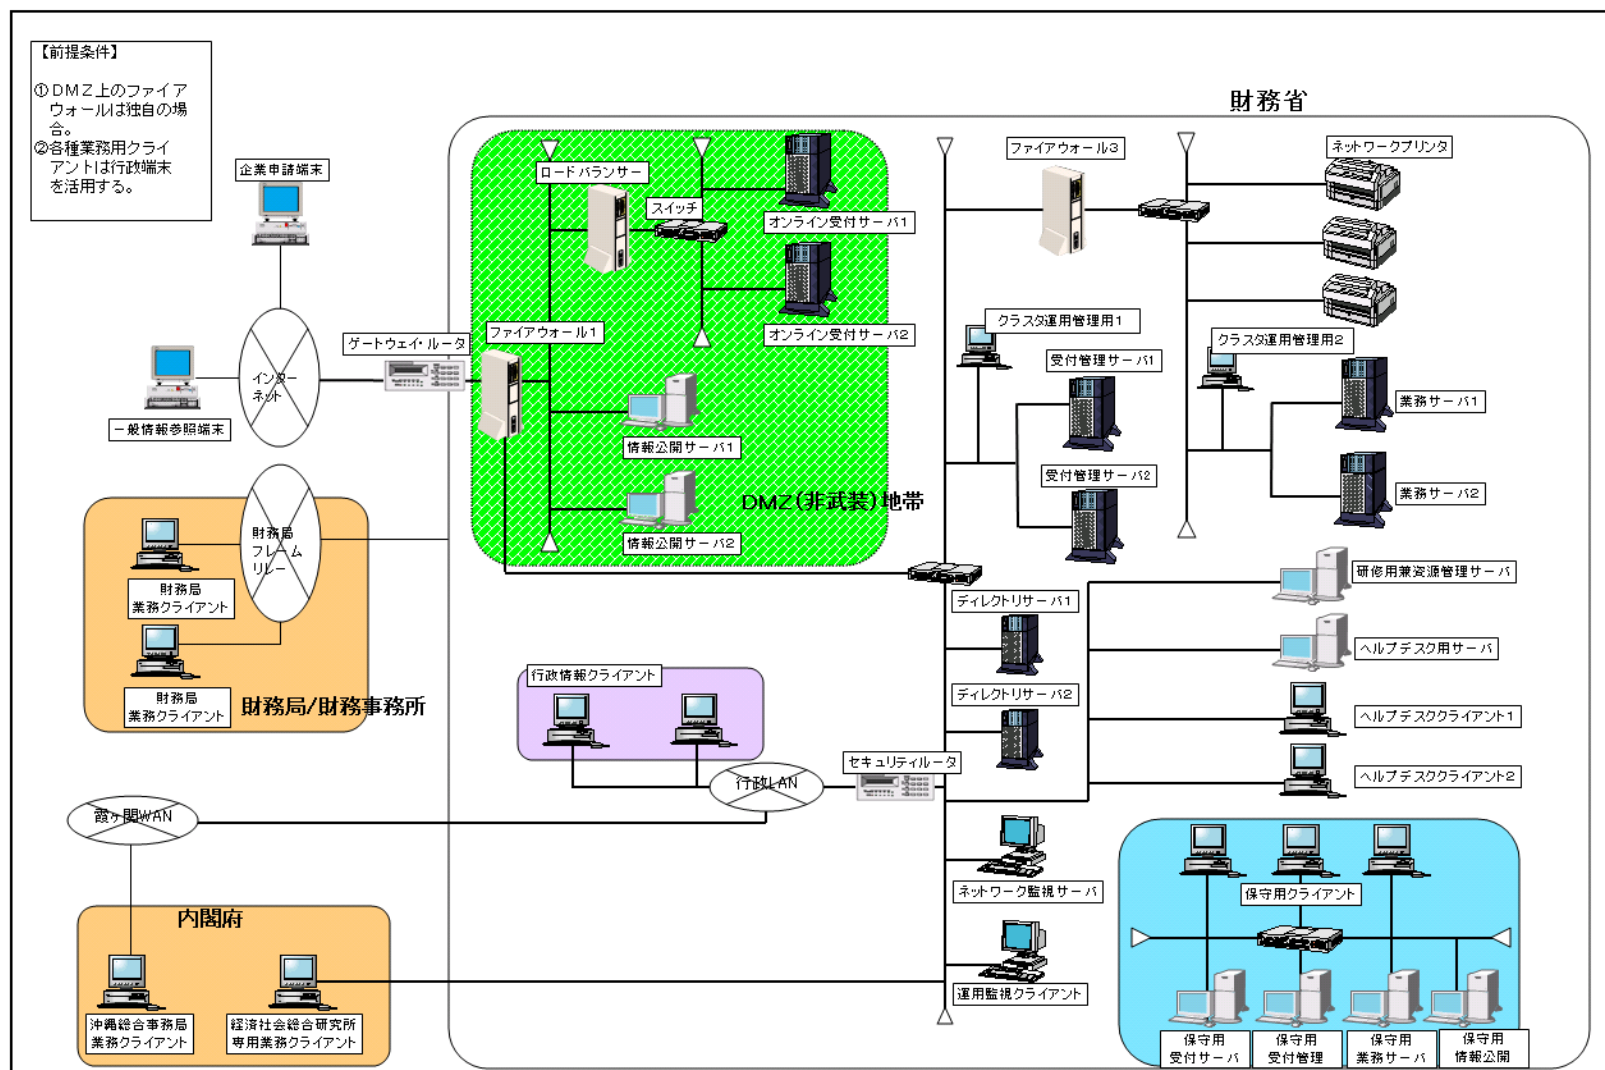 【前提条件】
①DMZ上のファイア
ウォールは独自の場
合。
②各種業務用クライ
アントは行政端末
を活用する。
財務省
企業申請端末
ロードバランサー
スイッチ
オンライン受付サーバ1
オンライン受付サーバ2
ファイアウォール3
ネットワークプリンタ
ゲートウェイ・ルータ
ファイアウォール1
クラスタ運用管理用1
クラスタ運用管理用2
受付管理サーバ1
受付管理サーバ2
業務サーバ1
業務サーバ2
インター
ネット
一般情報参照端末
情報公開サーバ1
情報公開サーバ2
DMZ(非武装)地帯
財務局
フレーム
リレー
財務局
業務クライアント
財務局
業務クライアント
財務局/財務事務所
ディレクトリサーバ1
ディレクトリサーバ2
研修用兼資源管理サーバ
ヘルプデスク用サーバ
ヘルプデスククライアント1
ヘルプデスククライアント2
行政情報クライアント
行政LAN
セキュリティルータ
霞ヶ関WAN
ネットワーク監視サーバ
運用監視クライアント
内閣府
沖縄総合事務局
業務クライアント
経済社会総合研究所
専用業務クライアント
保守用クライアント
保守用
受付サーバ
保守用
受付管理
保守用
業務サーバ
保守用
情報公開